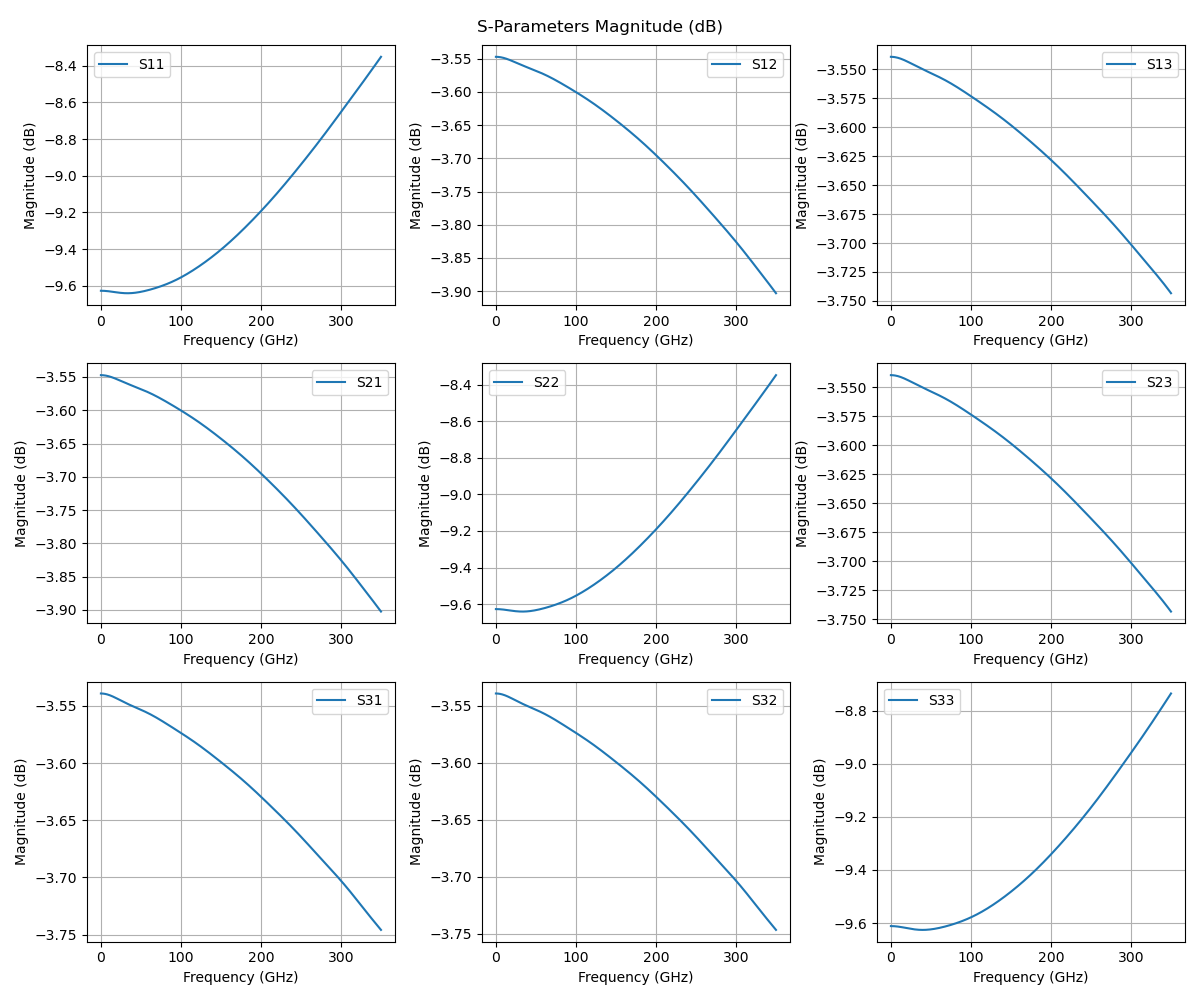 S-Parameters Magnitude (dB)
S11
Magnitude (dB)
−8.4
−8.6
−8.8
−9.0
−9.2
−9.4
−9.6
0 100 200 300
Frequency (GHz)
S12
Magnitude (dB)
−3.55
−3.60
−3.65
−3.70
−3.75
−3.80
−3.85
−3.90
0 100 200 300
Frequency (GHz)
S13
Magnitude (dB)
−3.550
−3.575
−3.600
−3.625
−3.650
−3.675
−3.700
−3.725
−3.750
0 100 200 300
Frequency (GHz)
S21
Magnitude (dB)
−3.55
−3.60
−3.65
−3.70
−3.75
−3.80
−3.85
−3.90
0 100 200 300
Frequency (GHz)
S22
Magnitude (dB)
−8.4
−8.6
−8.8
−9.0
−9.2
−9.4
−9.6
0 100 200 300
Frequency (GHz)
S23
Magnitude (dB)
−3.550
−3.575
−3.600
−3.625
−3.650
−3.675
−3.700
−3.725
−3.750
0 100 200 300
Frequency (GHz)
S31
Magnitude (dB)
−3.55
−3.60
−3.65
−3.70
−3.75
0 100 200 300
Frequency (GHz)
S32
Magnitude (dB)
−3.55
−3.60
−3.65
−3.70
−3.75
0 100 200 300
Frequency (GHz)
S33
Magnitude (dB)
−8.8
−9.0
−9.2
−9.4
−9.6
0 100 200 300
Frequency (GHz)